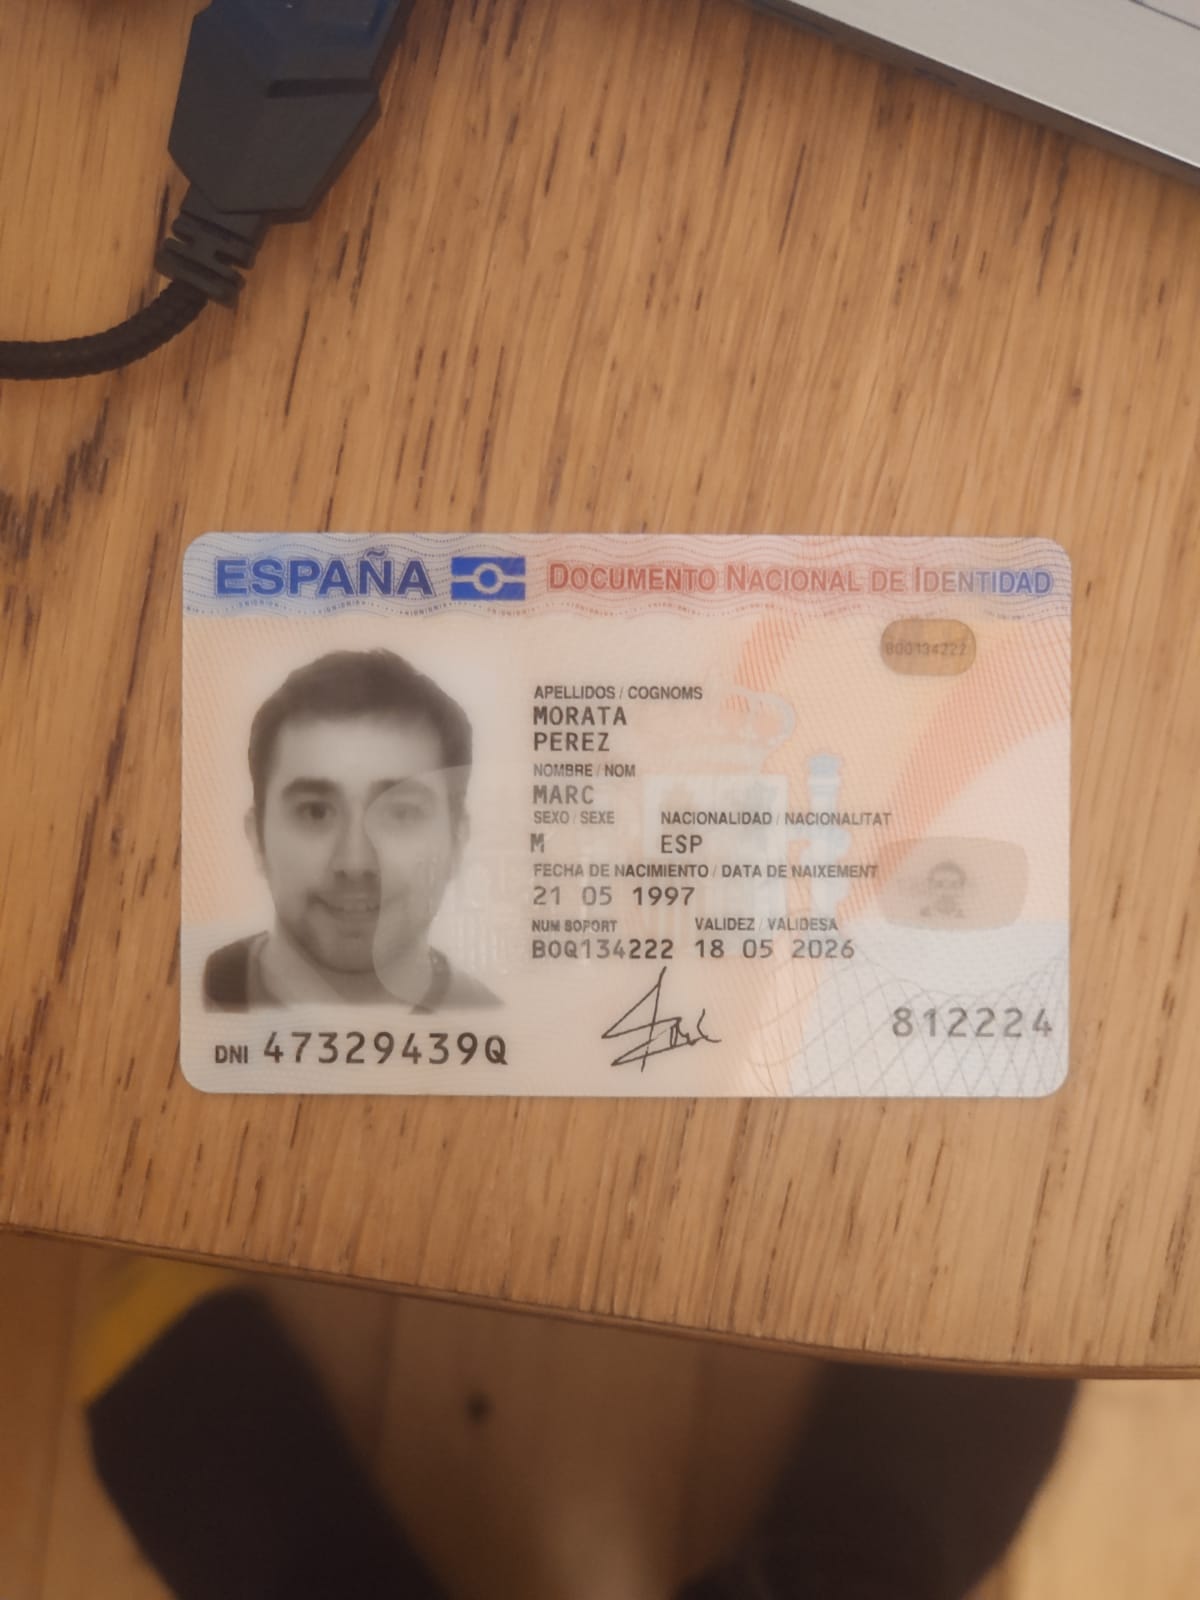 ESPAÑA DOCUMENTO NACIONAL DE IDENTIDAD
APELLIDOS / COGNOMS
MORATA
PEREZ
NOMBRE / NOM
MARC
SEXO / SEXE NACIONALIDAD / NACIONALITAT
M ESP
FECHA DE NACIMIENTO / DATA DE NAIXEMENT
21 05 1997
NUM SOPORT VALIDEZ / VALIDESA
BOQ134222 18 05 2026
812224
DNI 47329439Q